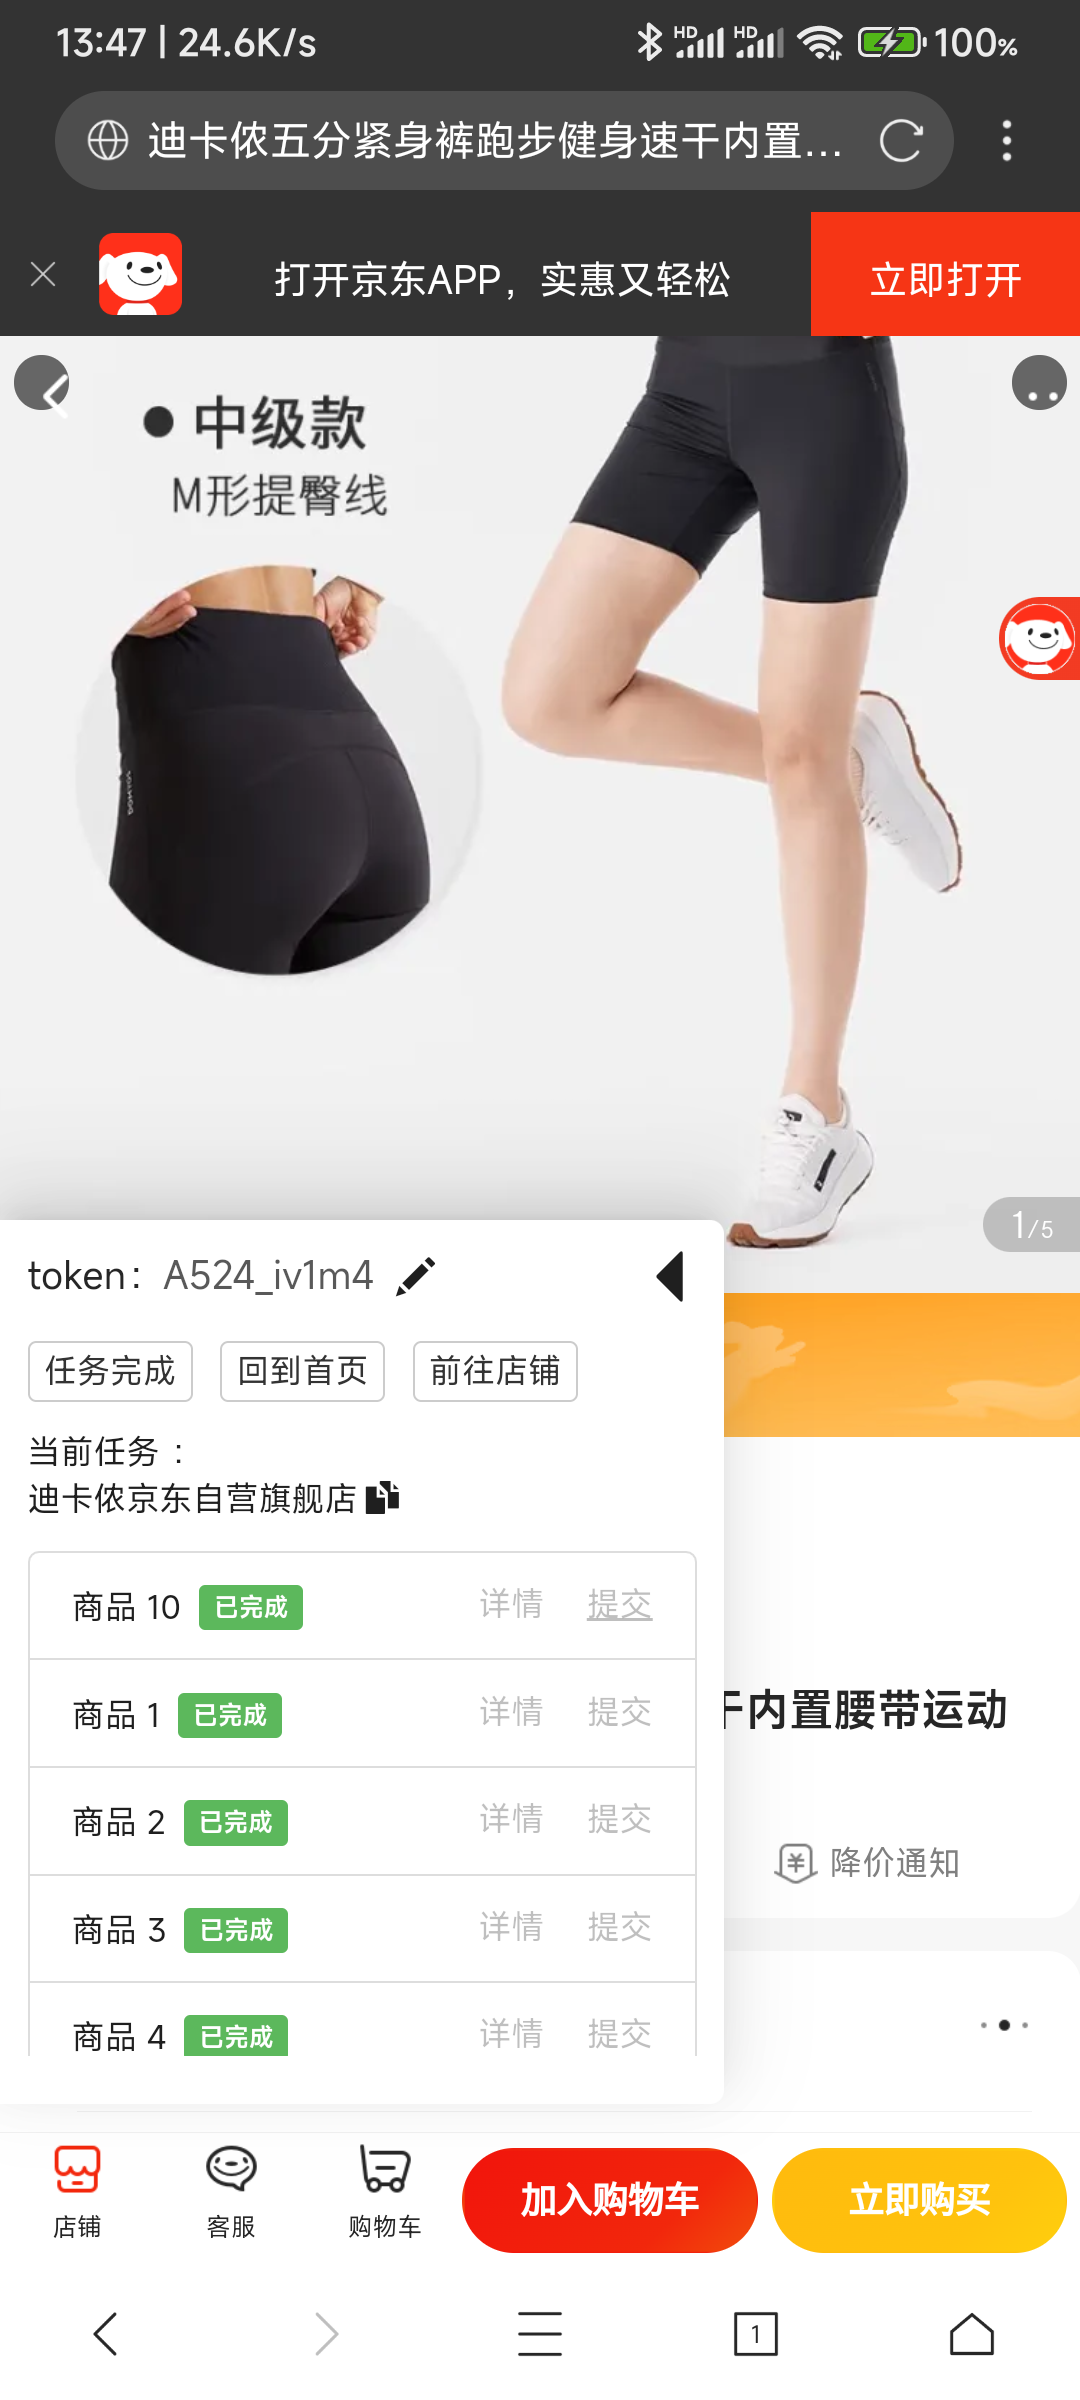 13:47 | 24.6K/s
HD HD 100%
迪卡侬五分紧身裤跑步健身速干内置...
打开京东APP，实惠又轻松
立即打开
● 中级款
M形提臀线
1/5
token： A524_iv1m4
任务完成 回到首页 前往店铺
当前任务 ：
迪卡侬京东自营旗舰店
商品 10 已完成 详情 提交
商品 1 已完成 详情 提交
干内置腰带运动
商品 2 已完成 详情 提交
降价通知
商品 3 已完成 详情 提交
商品 4 已完成 详情 提交
店铺 客服 购物车 加入购物车 立即购买
1